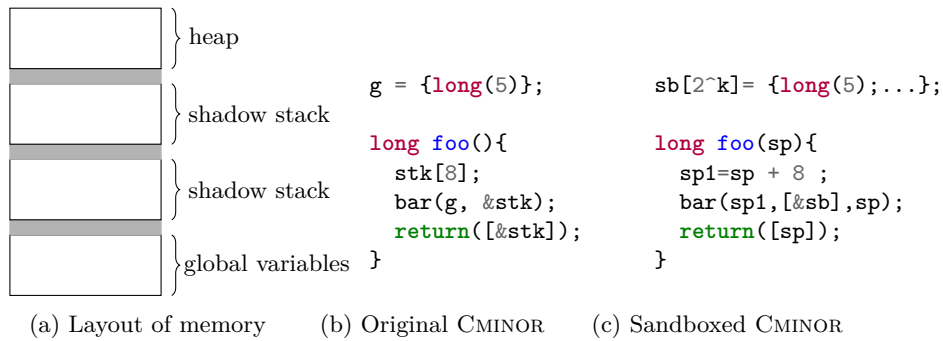 heap
shadow stack
shadow stack
global variables
(a) Layout of memory
g = {long(5)};
long foo(){
stk[8];
bar(g, &stk);
return([&stk]);
}
(b) Original CMINOR
sb[2^k]= {long(5);...};
long foo(sp){
sp1=sp + 8 ;
bar(sp1,[&sb],sp);
return([sp]);
}
(c) Sandboxed CMINOR